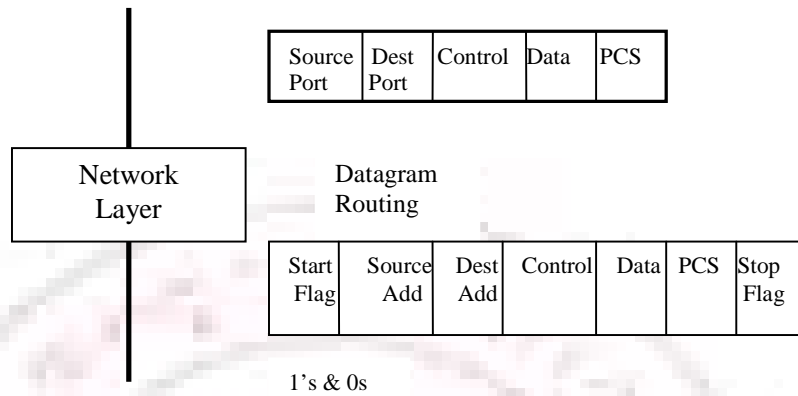 Source Dest Control Data PCS
Port Port
Network
Layer
Datagram
Routing
Start Source Dest Control Data PCS Stop
Flag Add Add Flag
1's & 0s